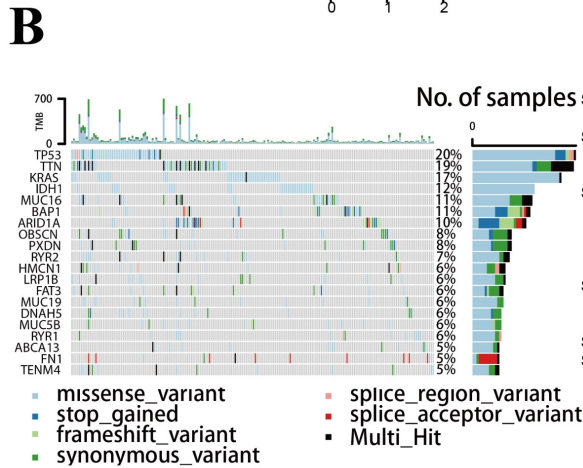 0 1 2
B
No. of samples
700
TMB
0
0
TP53 20%
TTN 19%
KRAS 17%
IDH1 12%
MUC16 11%
BAP1 11%
ARID1A 10%
OBSCN 8%
PXDN 8%
RYR2 7%
HMCN1 6%
LRP1B 6%
FAT3 6%
MUC19 6%
DNAH5 6%
MUC5B 6%
RYR1 6%
ABCA13 5%
FN1 5%
TENM4 5%
missense_variant splice_region_variant
stop_gained splice_acceptor_variant
frameshift_variant Multi_Hit
synonymous_variant